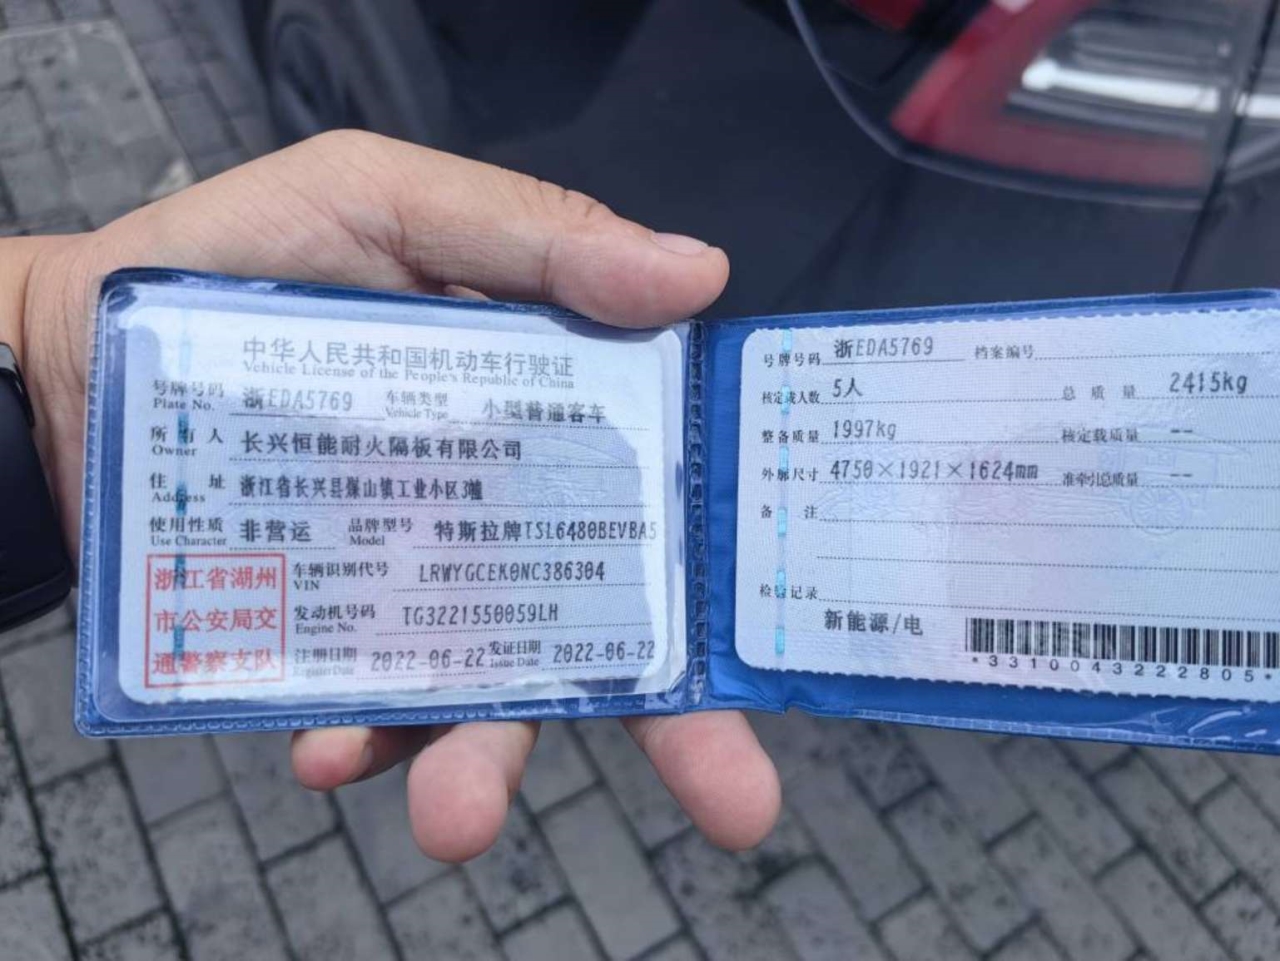 中华人民共和国机动车行驶证
Vehicle License of the People's Republic of China
号牌号码 浙EDA5769 车辆类型 小型普通客车
Plate No. Vehicle Type
所有人 长兴恒能耐火隔板有限公司
Owner
住址 浙江省长兴县煤山镇工业小区3幢
Address
使用性质 非营运 品牌型号 特斯拉牌TSL6480BEVBA5
Use Character Model
浙江省湖州
市公安局交
通警察支队
车辆识别代号 LRWYGCEK0NC386304
VIN
发动机号码 TG3221550059LH
Engine No.
注册日期 2022-06-22 发证日期 2022-06-22
Register Date Issue Date
号牌号码 浙EDA5769 档案编号
核定载人数 5人 总质量 2415kg
整备质量 1997kg 核定载质量 --
外廓尺寸 4750×1921×1624mm 准牵引总质量 --
备注
检验记录
新能源/电
*3310043222805*